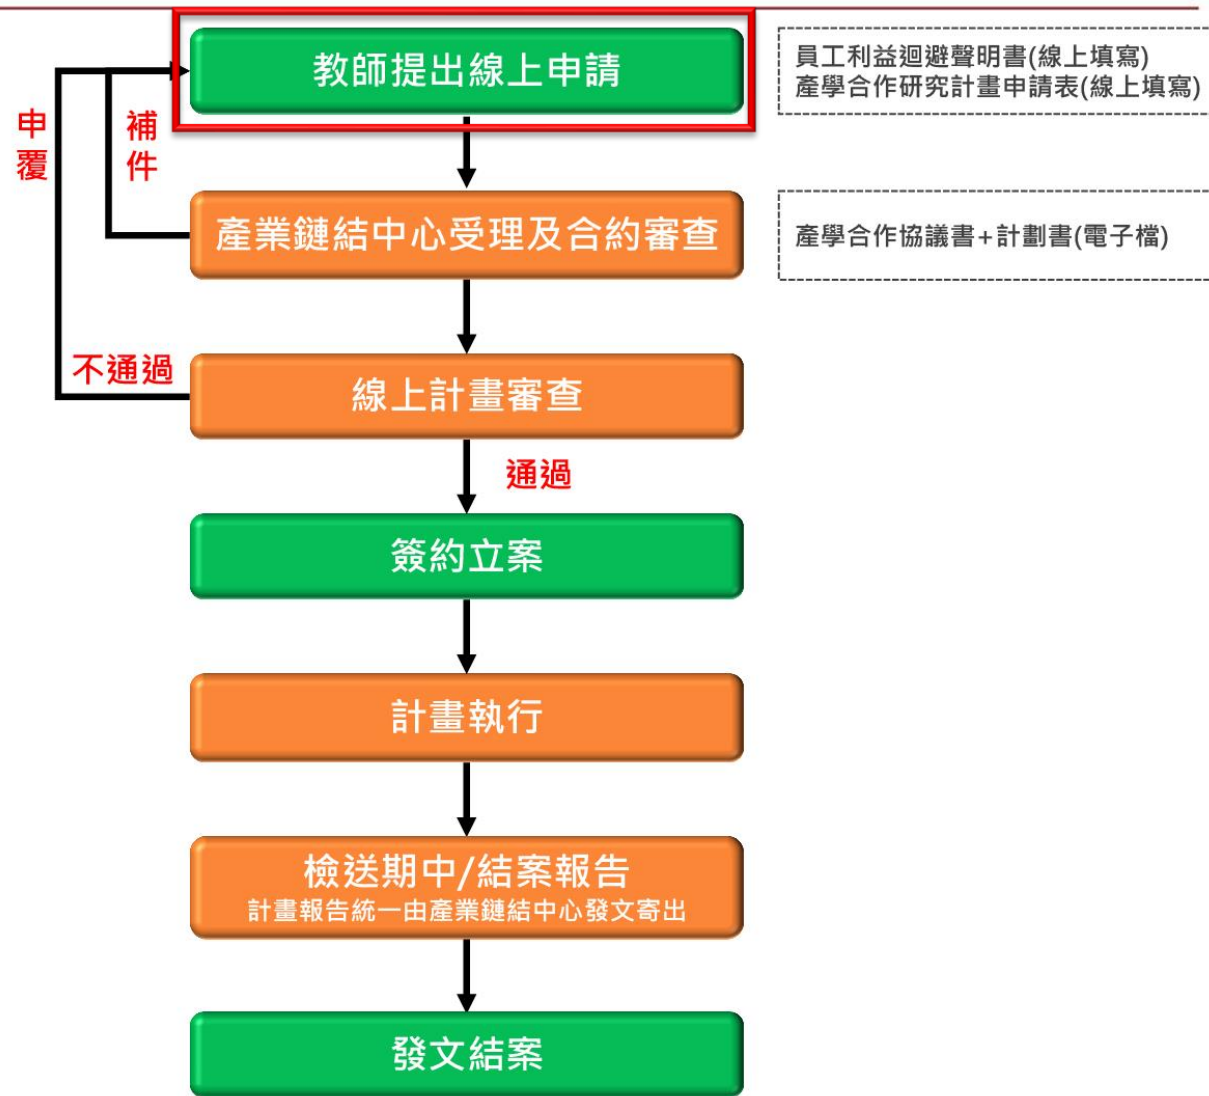 教師提出線上申請
員工利益迴避聲明書(線上填寫)
產學合作研究計畫申請表(線上填寫)
申覆
補件
產業鏈結中心受理及合約審查
產學合作協議書+計劃書(電子檔)
不通過
線上計畫審查
通過
簽約立案
計畫執行
檢送期中/結案報告
計畫報告統一由產業鏈結中心發文寄出
發文結案